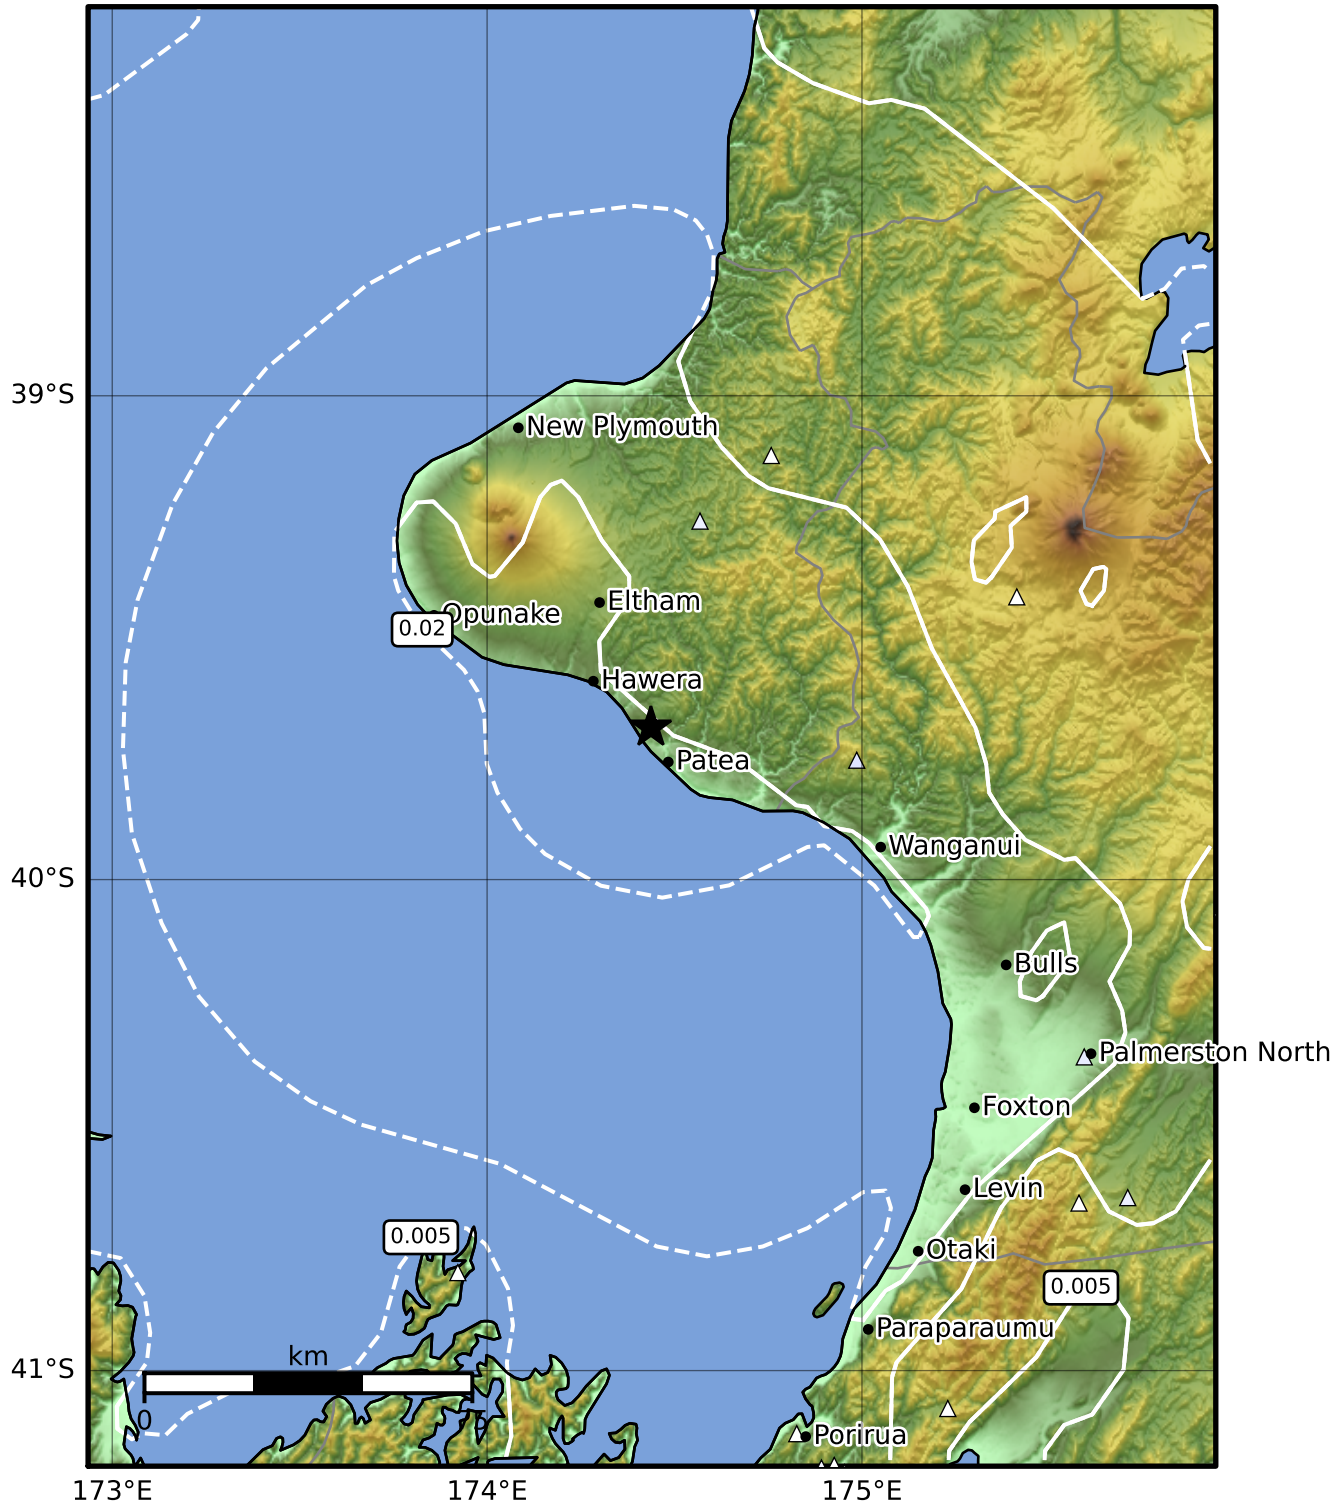 39°S
New Plymouth
Eltham
Opunake
0.02
Hawera
Patea
Wanganui
40°S
Bulls
Palmerston North
Foxton
Levin
0.005
Otaki
0.005
Paraparaumu
km
41°S
0
Porirua
173°E
174°E
175°E